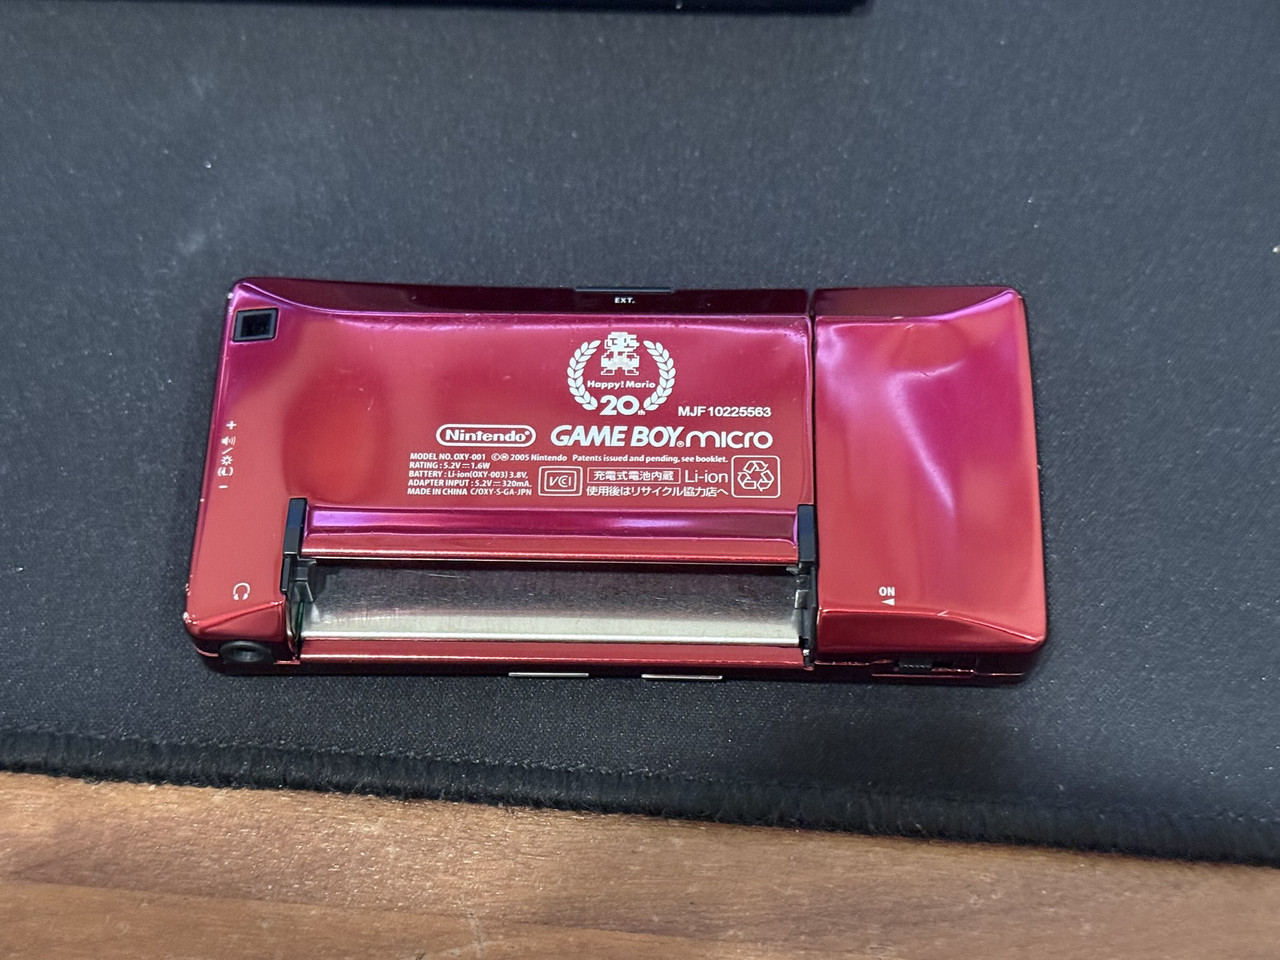 EXT.
Happy! Mario
20th
MJF10225563
Nintendo® GAME BOY® micro
MODEL NO. OXY-001 ©Ⓜ 2005 Nintendo Patents issued and pending, see booklet.
RATING : 5.2V⎓1.6W
BATTERY : Li-ion(OXY-003) 3.8V,
ADAPTER INPUT : 5.2V⎓320mA.
MADE IN CHINA C/OXY-S-GA-JPN
VCI
充電式電池内蔵 Li-ion
使用後はリサイクル協力店へ
ON